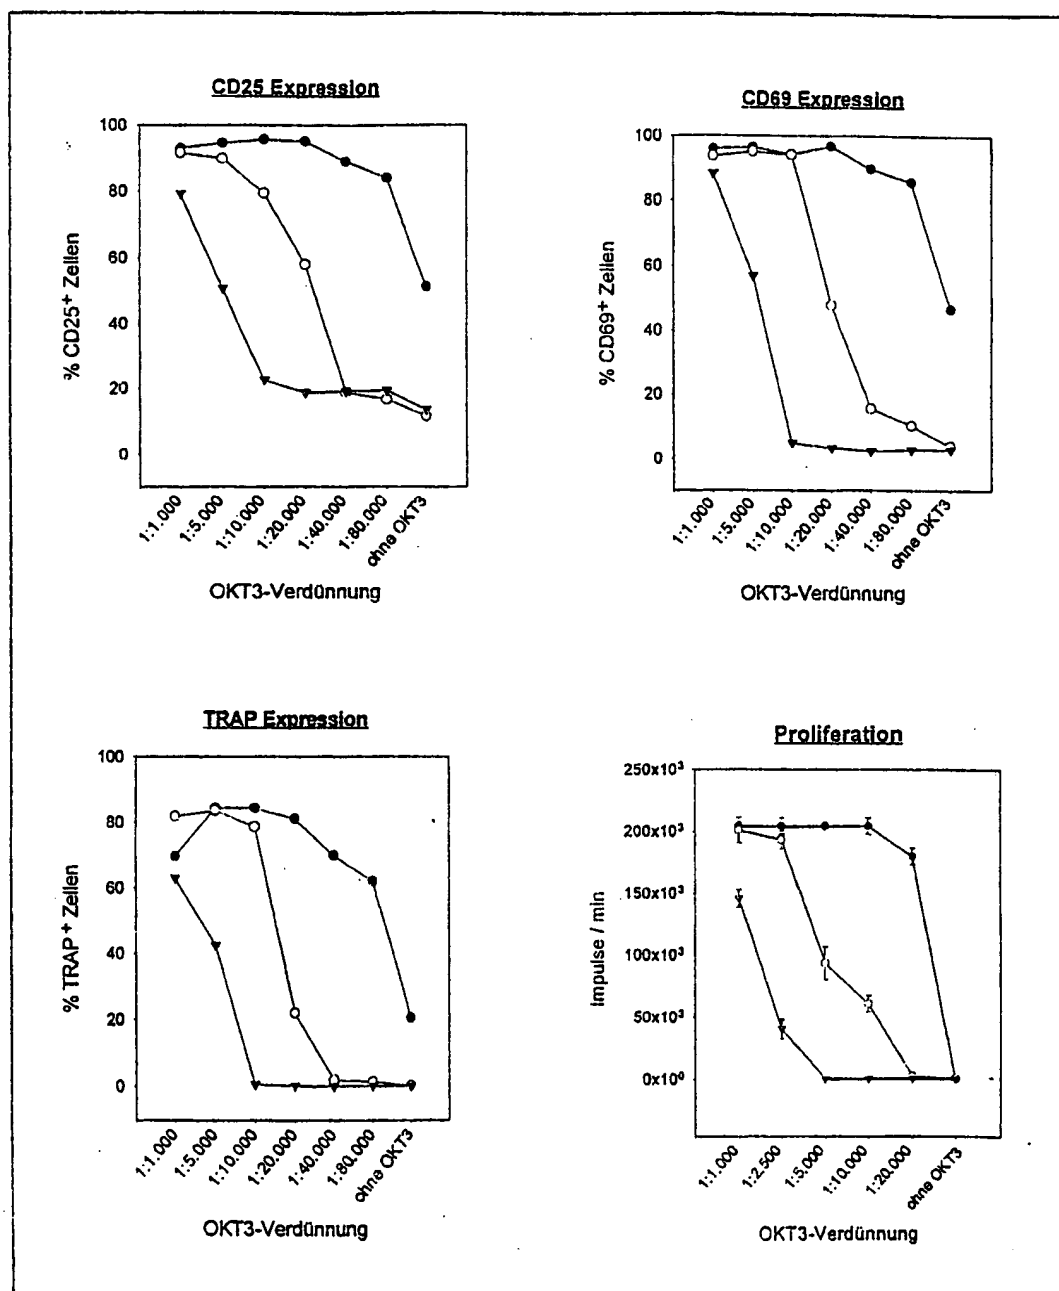 CD25 Expression
100
80
60
40
20
0
% CD25+ Zellen
1:1.000
1:5.000
1:10.000
1:20.000
1:40.000
1:80.000
ohne OKT3
OKT3-Verdünnung
CD69 Expression
100
80
60
40
20
0
% CD69+ Zellen
1:1.000
1:5.000
1:10.000
1:20.000
1:40.000
1:80.000
ohne OKT3
OKT3-Verdünnung
TRAP Expression
100
80
60
40
20
0
% TRAP+ Zellen
1:1.000
1:5.000
1:10.000
1:20.000
1:40.000
1:80.000
ohne OKT3
OKT3-Verdünnung
Proliferation
250x10³
200x10³
150x10³
100x10³
50x10³
0x10⁰
Impulse / min
1:1.000
1:2.500
1:5.000
1:10.000
1:20.000
ohne OKT3
OKT3-Verdünnung